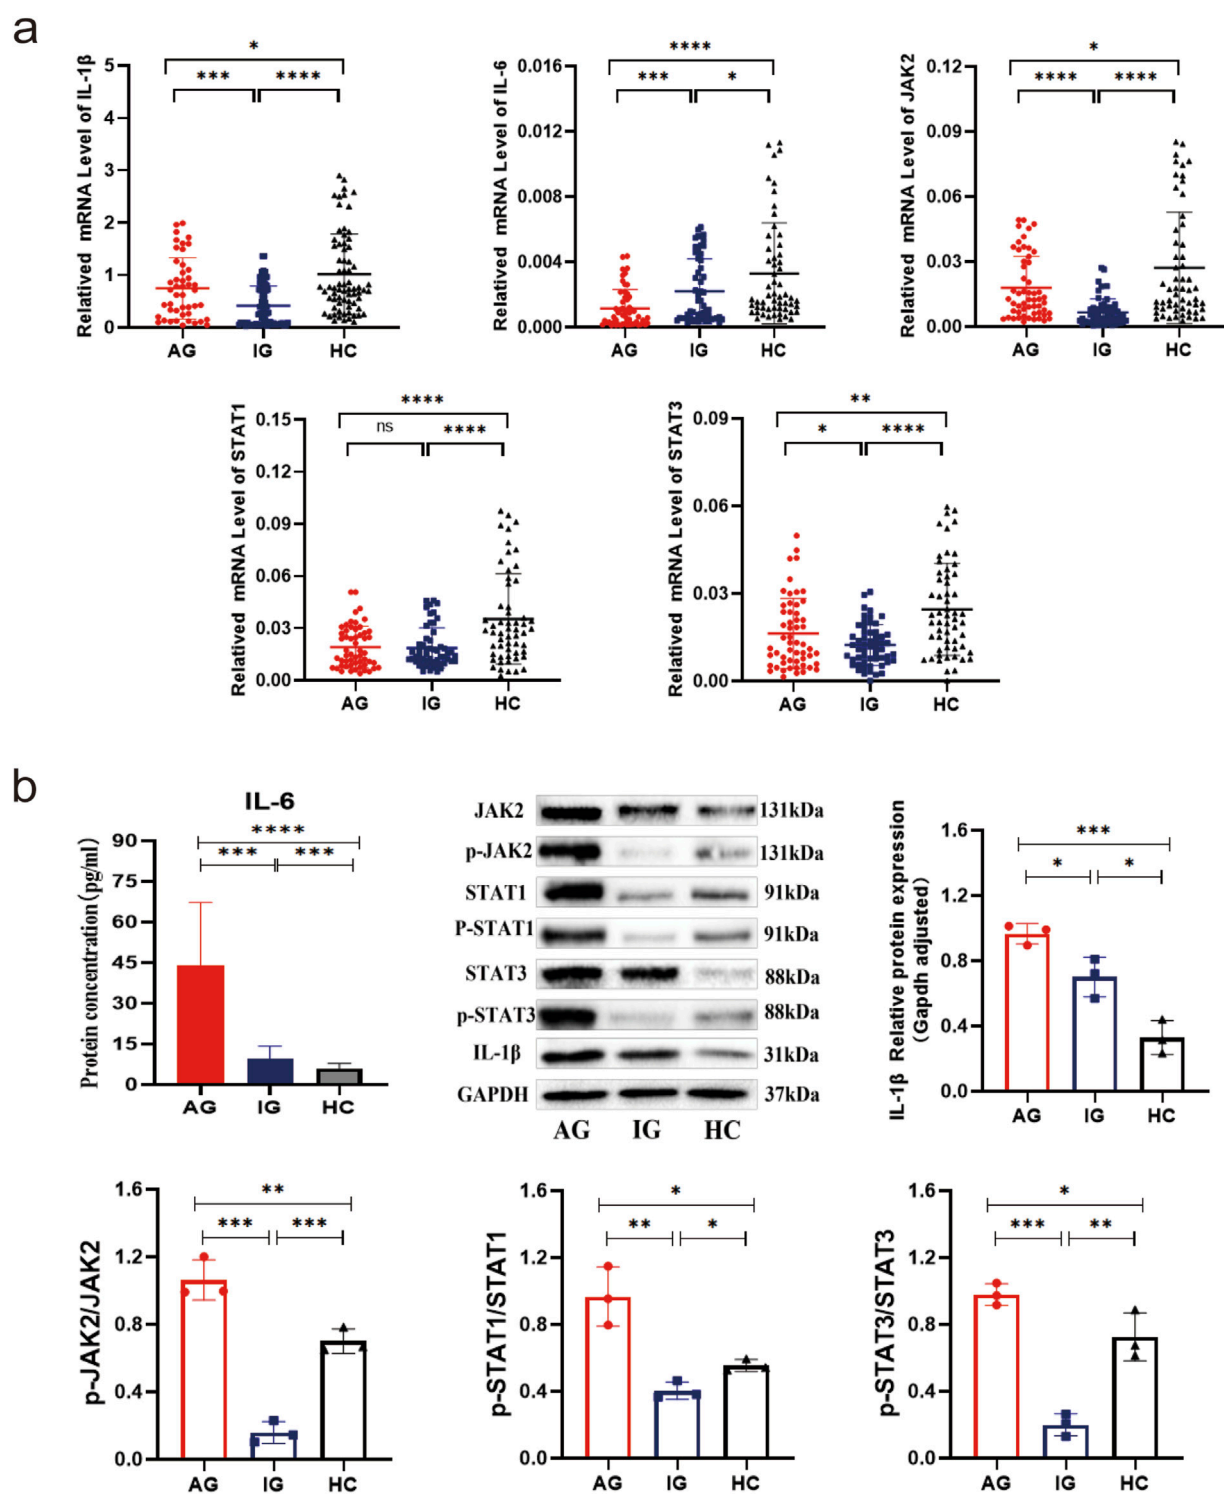 a
Relatived mRNA Level of IL-1β
5
4
3
2
1
0
*
***
****
AG
IG
HC
Relatived mRNA Level of IL-6
0.016
0.012
0.008
0.004
0.000
****
***
*
AG
IG
HC
Relatived mRNA Level of JAK2
0.12
0.09
0.06
0.03
0.00
*
****
****
AG
IG
HC
Relatived mRNA Level of STAT1
0.15
0.12
0.09
0.06
0.03
0.00
****
ns
****
AG
IG
HC
Relatived mRNA Level of STAT3
0.09
0.06
0.03
0.00
**
*
****
AG
IG
HC
b
IL-6
Protein concentration(pg/ml)
90
75
60
45
30
15
0
****
***
***
AG
IG
HC
JAK2 131kDa
p-JAK2 131kDa
STAT1 91kDa
P-STAT1 91kDa
STAT3 88kDa
p-STAT3 88kDa
IL-1β 31kDa
GAPDH 37kDa
AG IG HC
IL-1β Relative protein expression
(Gapdh adjusted)
1.6
1.2
0.8
0.4
0.0
***
*
*
AG
IG
HC
p-JAK2/JAK2
1.6
1.2
0.8
0.4
0.0
**
***
***
AG
IG
HC
p-STAT1/STAT1
1.6
1.2
0.8
0.4
0.0
*
**
*
AG
IG
HC
p-STAT3/STAT3
1.6
1.2
0.8
0.4
0.0
*
***
**
AG
IG
HC